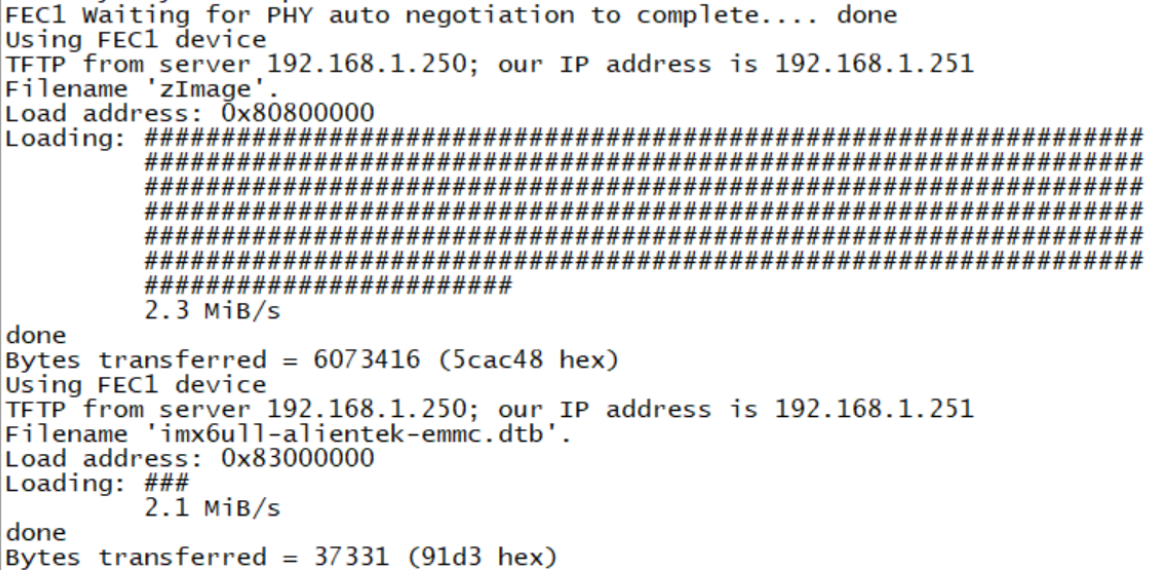 FEC1 Waiting for PHY auto negotiation to complete.... done
Using FEC1 device
TFTP from server 192.168.1.250; our IP address is 192.168.1.251
Filename 'zImage'.
Load address: 0x80800000
Loading: #################################################################
#################################################################
#################################################################
#################################################################
#################################################################
#################################################################
########################
2.3 MiB/s
done
Bytes transferred = 6073416 (5cac48 hex)
Using FEC1 device
TFTP from server 192.168.1.250; our IP address is 192.168.1.251
Filename 'imx6ull-alientek-emmc.dtb'.
Load address: 0x83000000
Loading: ###
2.1 MiB/s
done
Bytes transferred = 37331 (91d3 hex)